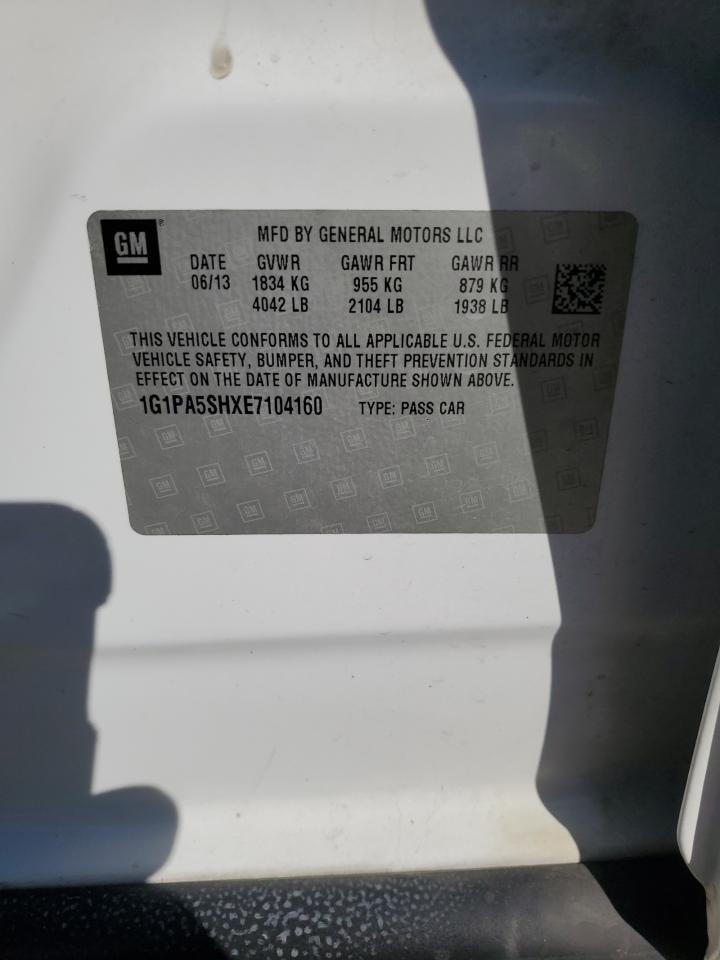 GM
MFD BY GENERAL MOTORS LLC
DATE GVWR GAWR FRT GAWR RR
06/13 1834 KG 955 KG 879 KG
4042 LB 2104 LB 1938 LB
THIS VEHICLE CONFORMS TO ALL APPLICABLE U.S. FEDERAL MOTOR
VEHICLE SAFETY, BUMPER, AND THEFT PREVENTION STANDARDS IN
EFFECT ON THE DATE OF MANUFACTURE SHOWN ABOVE.
1G1PA5SHXE7104160 TYPE: PASS CAR